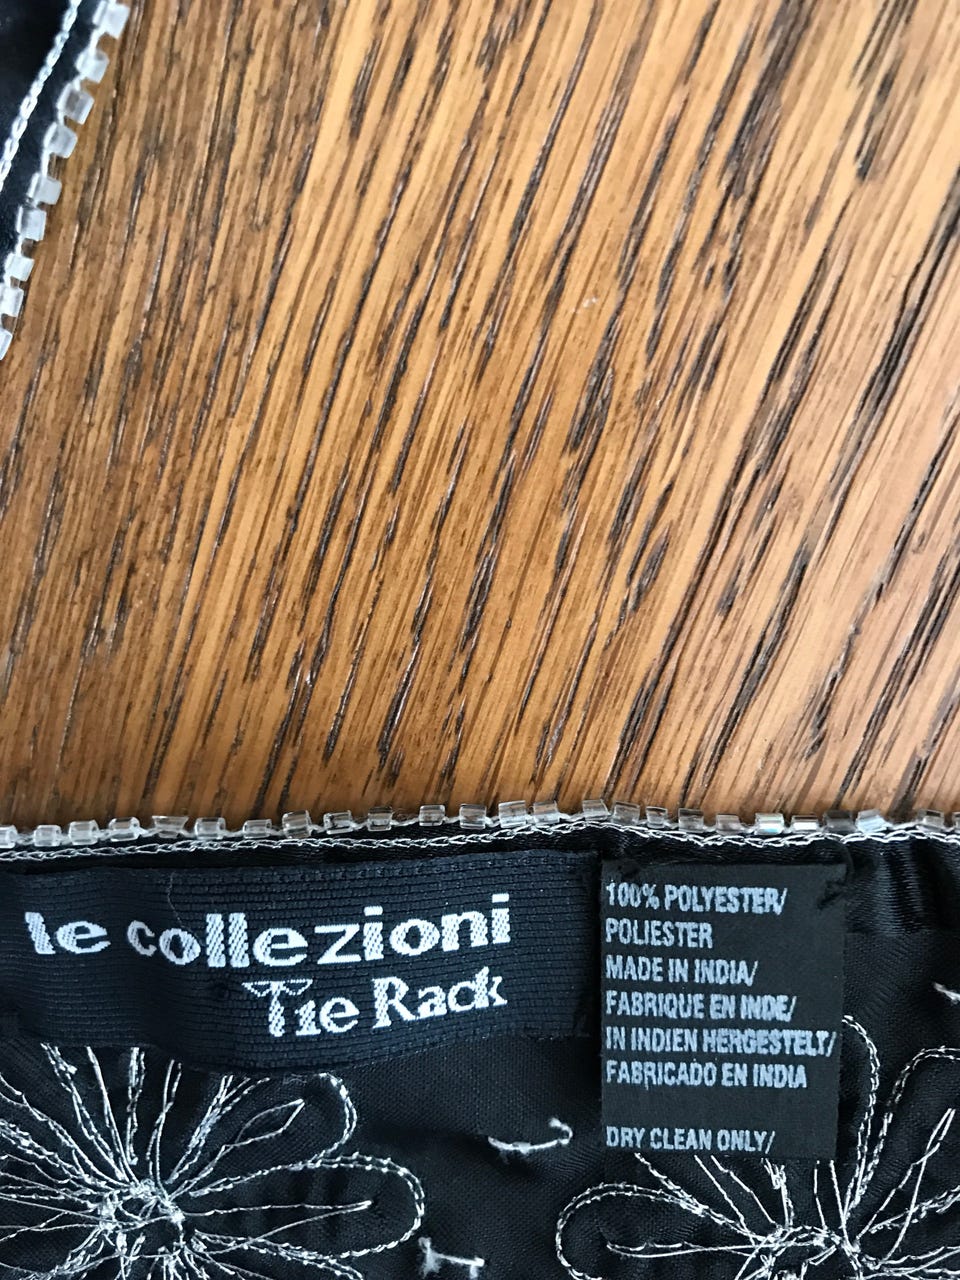 le collezioni
Tie Rack
100% POLYESTER/
POLIESTER
MADE IN INDIA/
FABRIQUE EN INDE/
IN INDIEN HERGESTELT/
FABRICADO EN INDIA
DRY CLEAN ONLY/